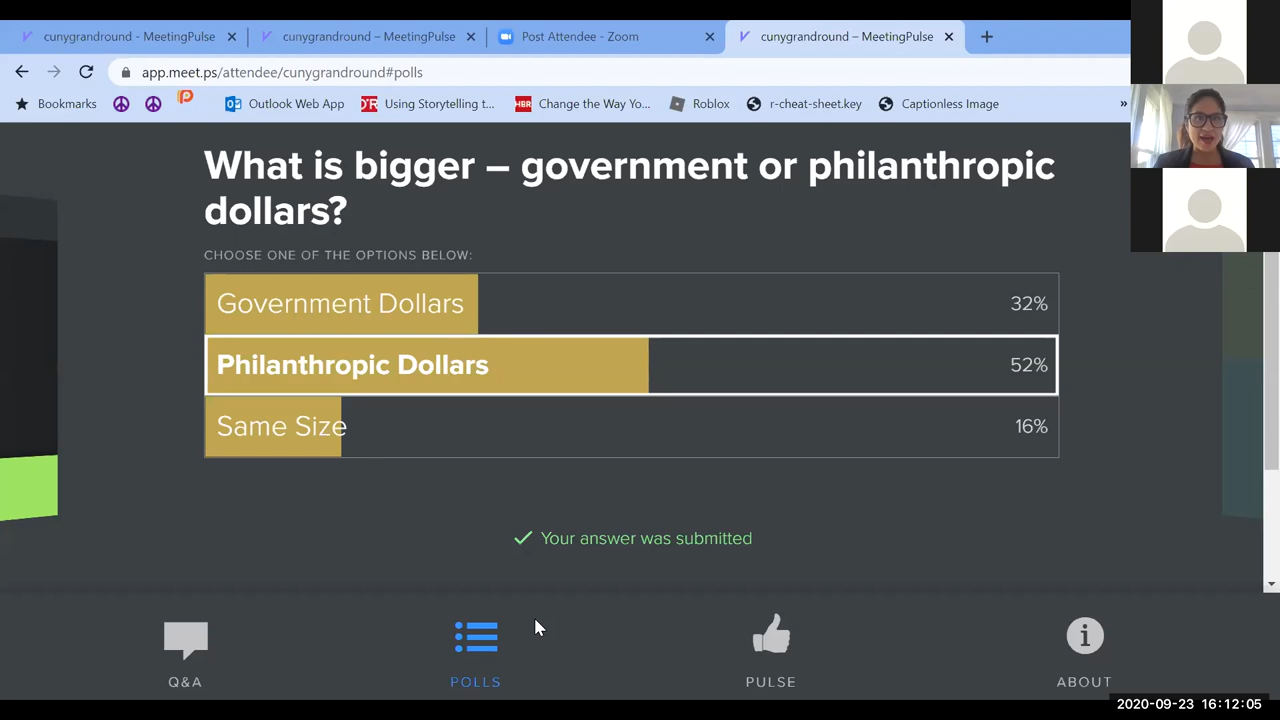 cunygrandround - MeetingPulse
cunygrandround – MeetingPulse
Post Attendee - Zoom
cunygrandround – MeetingPulse
app.meet.ps/attendee/cunygrandround#polls
Bookmarks
Outlook Web App
D'R Using Storytelling t...
HBR Change the Way Yo...
Roblox
r-cheat-sheet.key
Captionless Image
»
What is bigger – government or philanthropic
dollars?
CHOOSE ONE OF THE OPTIONS BELOW:
Government Dollars 32%
Philanthropic Dollars 52%
Same Size 16%
Your answer was submitted
Q&A
POLLS
PULSE
ABOUT
2020-09-23 16:12:05